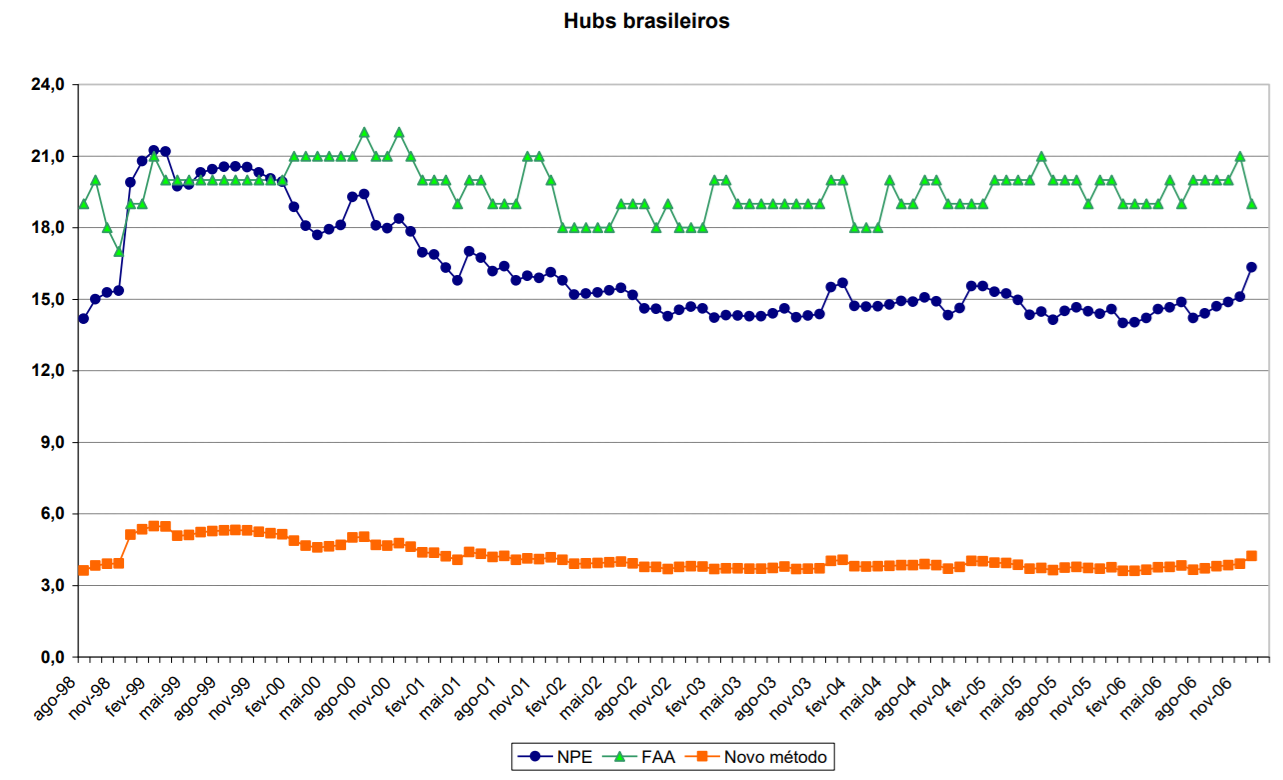 Hubs brasileiros
24,0
21,0
18,0
15,0
12,0
9,0
6,0
3,0
0,0
ago-98
nov-98
fev-99
mai-99
ago-99
nov-99
fev-00
mai-00
ago-00
nov-00
fev-01
mai-01
ago-01
nov-01
fev-02
mai-02
ago-02
nov-02
fev-03
mai-03
ago-03
nov-03
fev-04
mai-04
ago-04
nov-04
fev-05
mai-05
ago-05
nov-05
fev-06
mai-06
ago-06
nov-06
NPE FAA Novo método